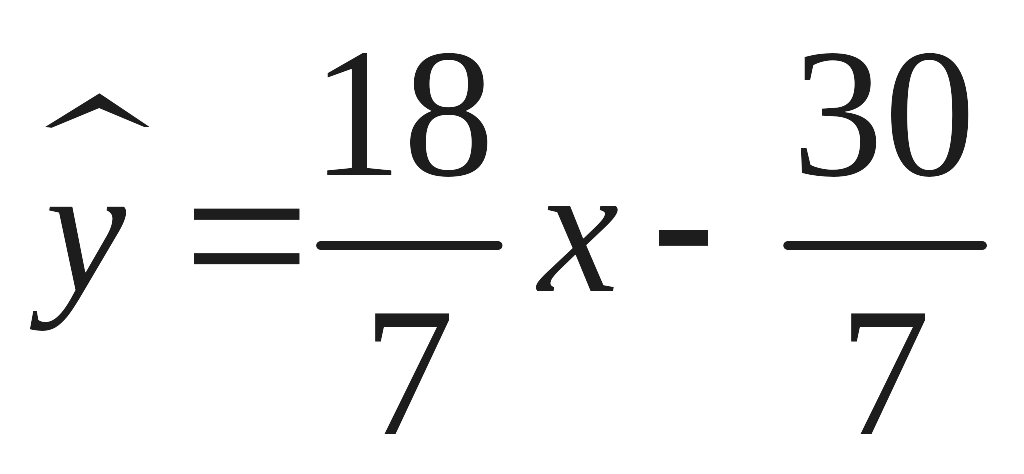 ŷ = 18/7 x - 30/7